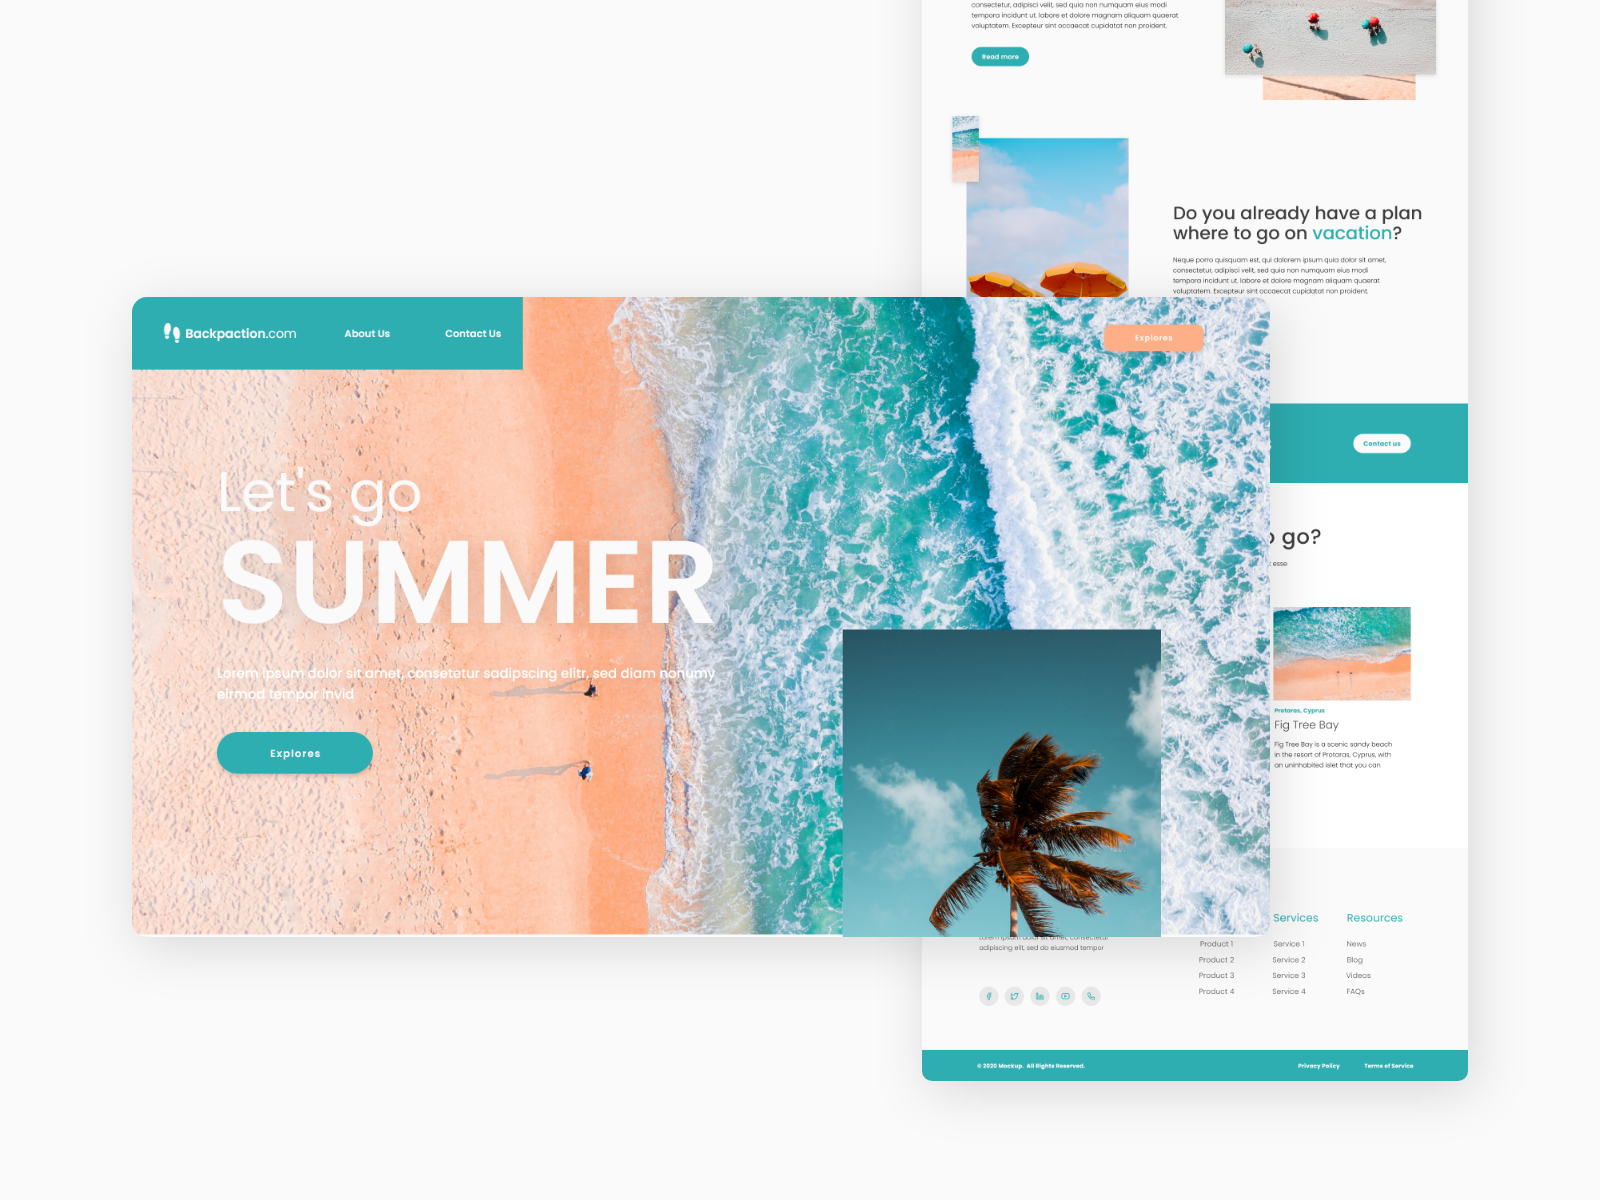 consectetur, adipisci velit, sed quia non numquam eius modi
tempora incidunt ut labore et dolore magnam aliquam quaerat
voluptatem. Excepteur sint occaecat cupidatat non proident.
Read more
Do you already have a plan
where to go on vacation?
Neque porro quisquam est, qui dolorem ipsum quia dolor sit amet,
consectetur, adipisci velit, sed quia non numquam eius modi
tempora incidunt ut labore et dolore magnam aliquam quaerat
voluptatem. Excepteur sint occaecat cupidatat non proident.
Backpaction.com
About Us
Contact Us
Explores
Let's go
SUMMER
Lorem ipsum dolor sit amet, consetetur sadipscing elitr, sed diam nonumy
eirmod tempor invid
Explores
Contact us
go?
esse
Protaras, Cyprus
Fig Tree Bay
Fig Tree Bay is a scenic sandy beach
in the resort of Protaras, Cyprus, with
an uninhabited islet that you can
Lorem ipsum dolor sit amet, consectetur
adipiscing elit, sed do eiusmod tempor
Product 1
Product 2
Product 3
Product 4
Services
Service 1
Service 2
Service 3
Service 4
Resources
News
Blog
Videos
FAQs
© 2020 Mockup. All Rights Reserved.
Privacy Policy
Terms of Service